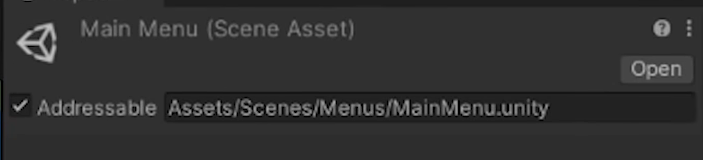 Main Menu (Scene Asset)
Open
Addressable Assets/Scenes/Menus/MainMenu.unity